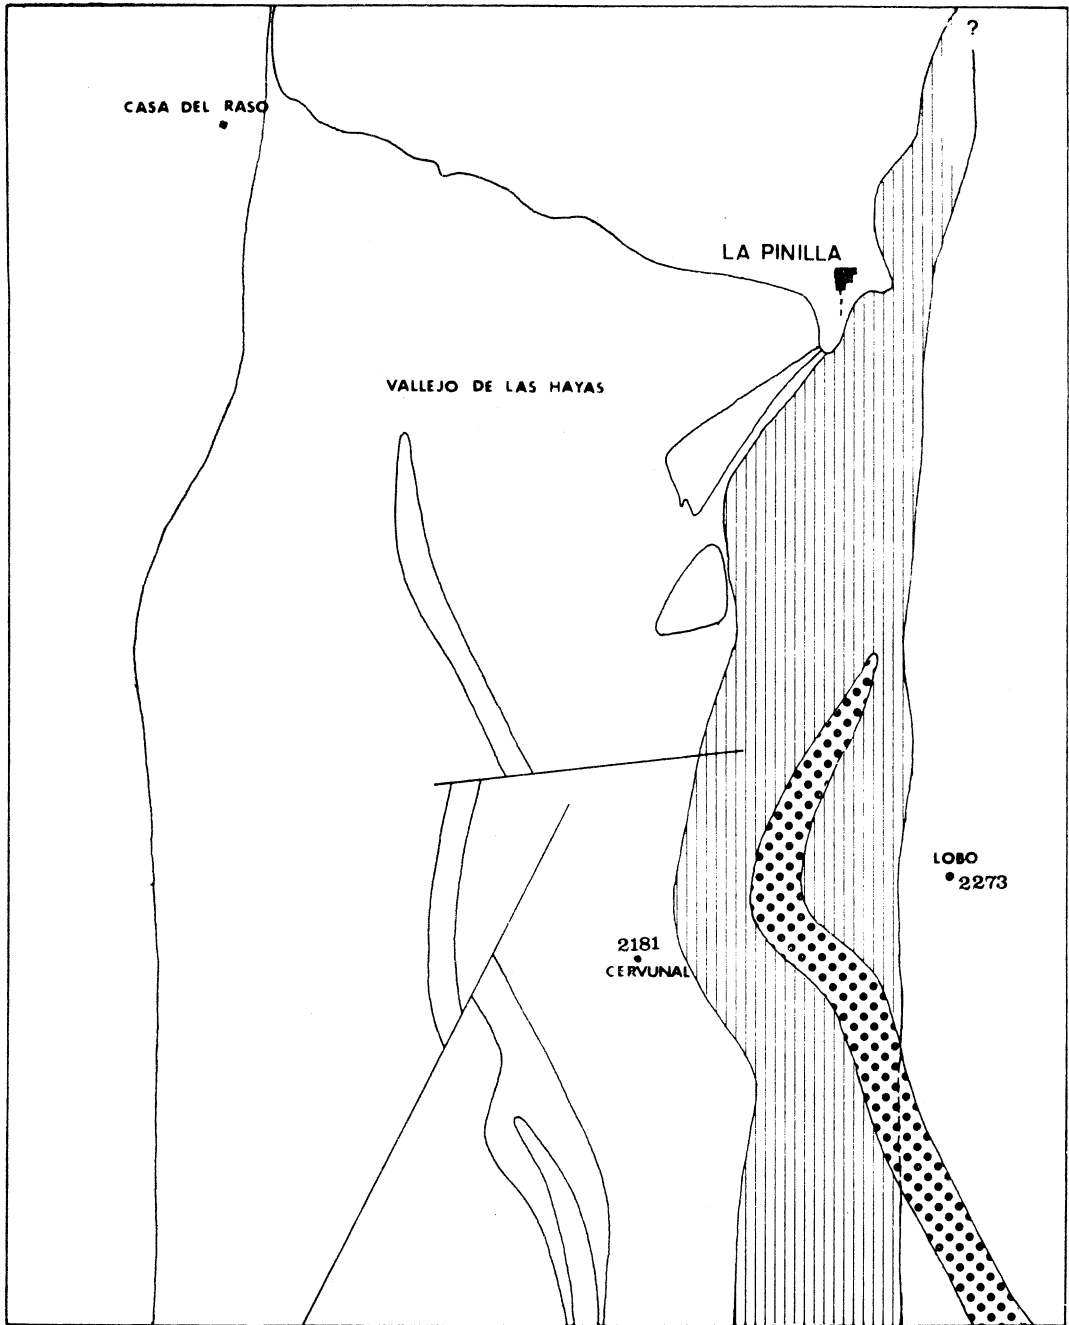 ?
CASA DEL RASO
LA PINILLA
VALLEJO DE LAS HAYAS
LOBO
2273
2181
CERVUNAL